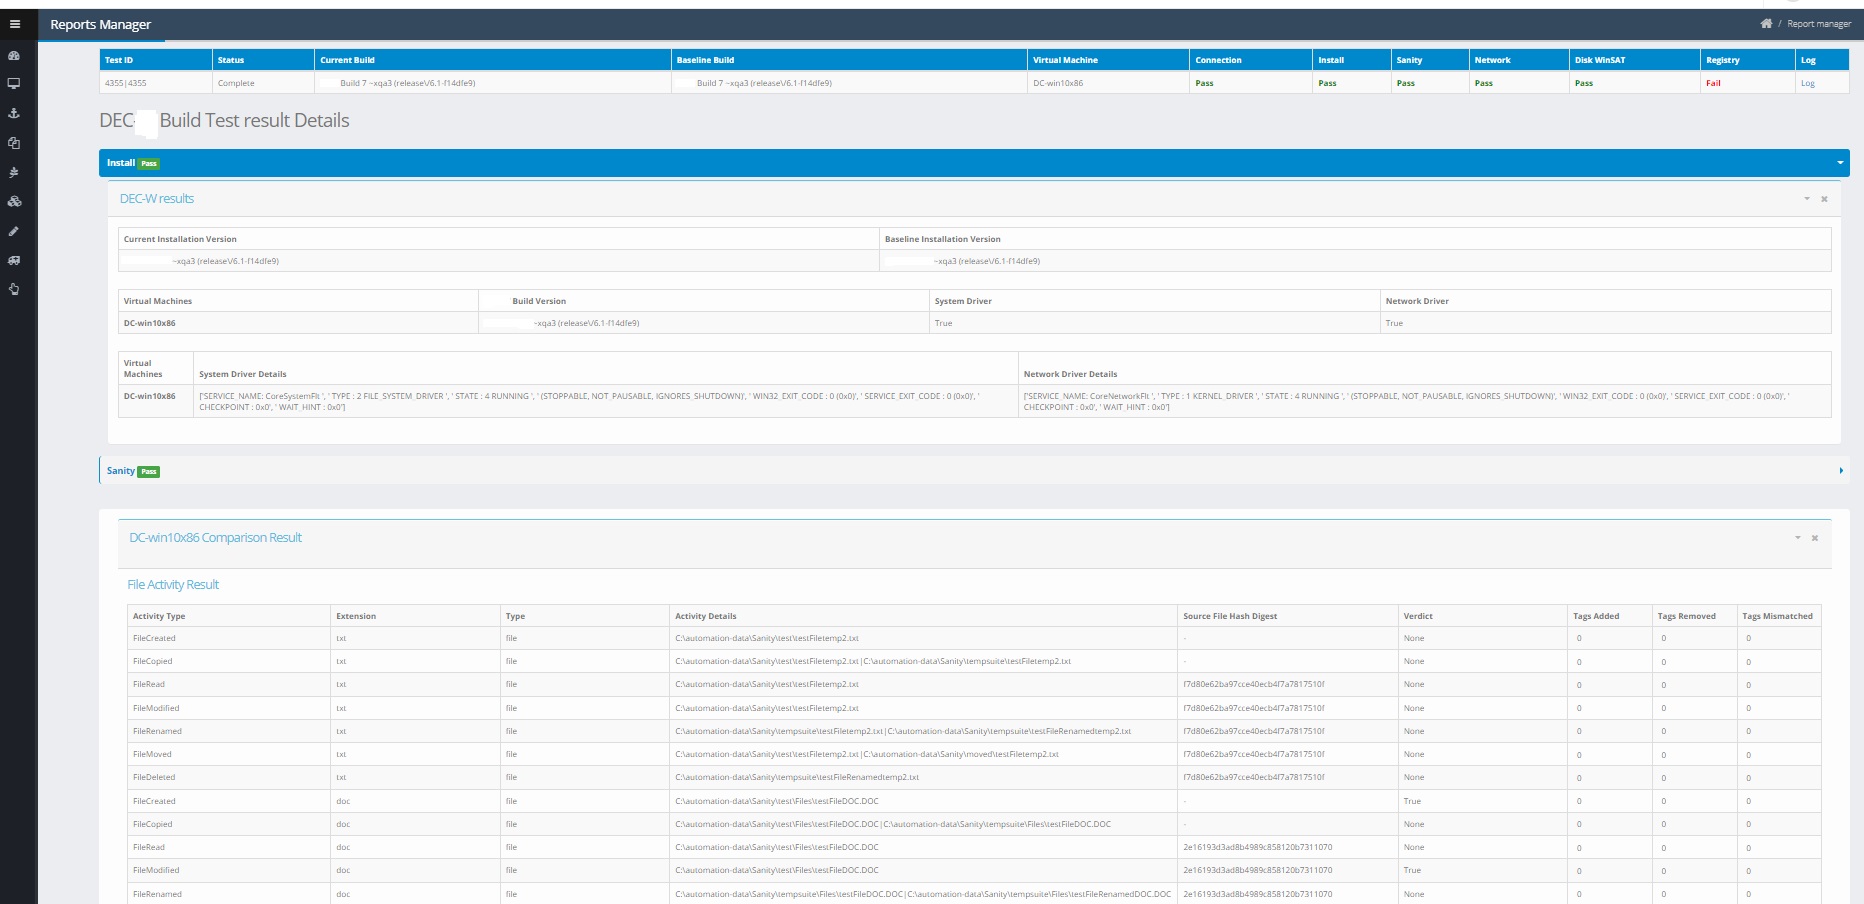 Reports Manager
/ Report manager
Test ID Status Current Build Baseline Build Virtual Machine Connection Install Sanity Network Disk WinSAT Registry Log
4355|4355 Complete Build 7 ~xqa3 (release\/6.1-f14dfe9) Build 7 ~xqa3 (release\/6.1-f14dfe9) DC-win10x86 Pass Pass Pass Pass Pass Fail Log
DEC- Build Test result Details
Install Pass
DEC-W results
Current Installation Version Baseline Installation Version
~xqa3 (release\/6.1-f14dfe9) ~xqa3 (release\/6.1-f14dfe9)
Virtual Machines Build Version System Driver Network Driver
DC-win10x86 ~xqa3 (release\/6.1-f14dfe9) True True
Virtual
Machines System Driver Details Network Driver Details
DC-win10x86 ['SERVICE_NAME: CoreSystemFlt ', ' TYPE : 2 FILE_SYSTEM_DRIVER ', ' STATE : 4 RUNNING ', ' (STOPPABLE, NOT_PAUSABLE, IGNORES_SHUTDOWN)', ' WIN32_EXIT_CODE : 0 (0x0)', ' SERVICE_EXIT_CODE : 0 (0x0)', ' ['SERVICE_NAME: CoreNetworkFlt ', ' TYPE : 1 KERNEL_DRIVER ', ' STATE : 4 RUNNING ', ' (STOPPABLE, NOT_PAUSABLE, IGNORES_SHUTDOWN)', ' WIN32_EXIT_CODE : 0 (0x0)', ' SERVICE_EXIT_CODE : 0 (0x0)', '
CHECKPOINT : 0x0', ' WAIT_HINT : 0x0'] CHECKPOINT : 0x0', ' WAIT_HINT : 0x0']
Sanity Pass
DC-win10x86 Comparison Result
File Activity Result
Activity Type Extension Type Activity Details Source File Hash Digest Verdict Tags Added Tags Removed Tags Mismatched
FileCreated txt file C:\automation-data\Sanity\test\testFiletemp2.txt - None 0 0 0
FileCopied txt file C:\automation-data\Sanity\test\testFiletemp2.txt|C:\automation-data\Sanity\tempsuite\testFiletemp2.txt - None 0 0 0
FileRead txt file C:\automation-data\Sanity\test\testFiletemp2.txt f7d80e62ba97cce40ecb4f7a7817510f None 0 0 0
FileModified txt file C:\automation-data\Sanity\test\testFiletemp2.txt f7d80e62ba97cce40ecb4f7a7817510f None 0 0 0
FileRenamed txt file C:\automation-data\Sanity\tempsuite\testFiletemp2.txt|C:\automation-data\Sanity\tempsuite\testFileRenamedtemp2.txt f7d80e62ba97cce40ecb4f7a7817510f None 0 0 0
FileMoved txt file C:\automation-data\Sanity\test\testFiletemp2.txt|C:\automation-data\Sanity\moved\testFiletemp2.txt f7d80e62ba97cce40ecb4f7a7817510f None 0 0 0
FileDeleted txt file C:\automation-data\Sanity\tempsuite\testFileRenamedtemp2.txt f7d80e62ba97cce40ecb4f7a7817510f None 0 0 0
FileCreated doc file C:\automation-data\Sanity\test\Files\testFileDOC.DOC - True 0 0 0
FileCopied doc file C:\automation-data\Sanity\test\Files\testFileDOC.DOC|C:\automation-data\Sanity\tempsuite\Files\testFileDOC.DOC - None 0 0 0
FileRead doc file C:\automation-data\Sanity\test\Files\testFileDOC.DOC 2e16193d3ad8b4989c858120b7311070 None 0 0 0
FileModified doc file C:\automation-data\Sanity\test\Files\testFileDOC.DOC 2e16193d3ad8b4989c858120b7311070 True 0 0 0
FileRenamed doc file C:\automation-data\Sanity\tempsuite\Files\testFileDOC.DOC|C:\automation-data\Sanity\tempsuite\Files\testFileRenamedDOC.DOC 2e16193d3ad8b4989c858120b7311070 None 0 0 0